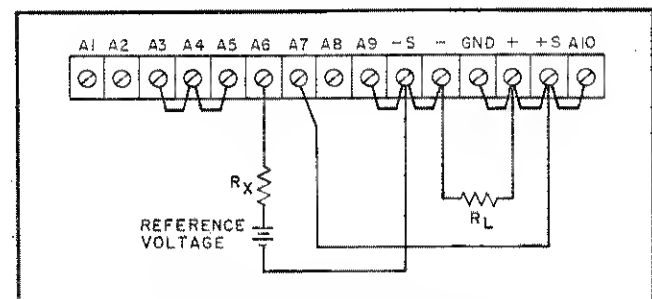 A1 A2 A3 A4 A5 A6 A7 A8 A9 -S - GND + +S A10
RX
REFERENCE
VOLTAGE
RL